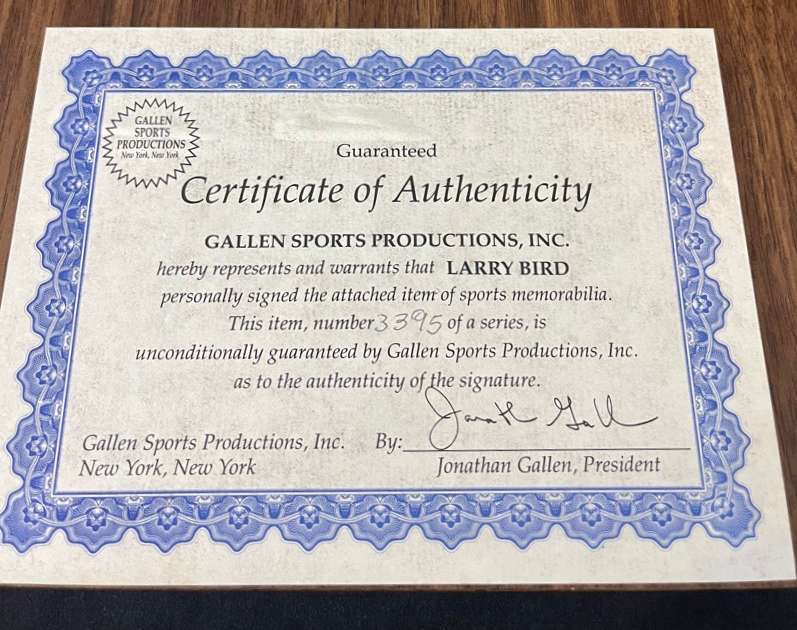 GALLEN
SPORTS
PRODUCTIONS
New York, New York
Guaranteed
Certificate of Authenticity
GALLEN SPORTS PRODUCTIONS, INC.
hereby represents and warrants that LARRY BIRD
personally signed the attached item of sports memorabilia.
This item, number 3395 of a series, is
unconditionally guaranteed by Gallen Sports Productions, Inc.
as to the authenticity of the signature.
Gallen Sports Productions, Inc. By:
New York, New York Jonathan Gallen, President